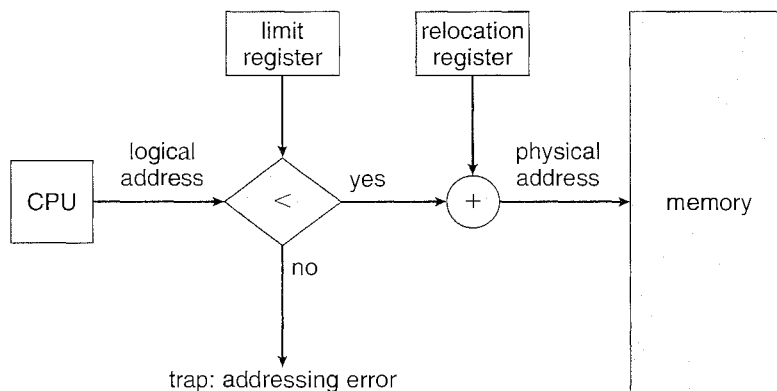 limit
register
relocation
register
logical
address
physical
address
CPU
<
yes
+
memory
no
trap: addressing error